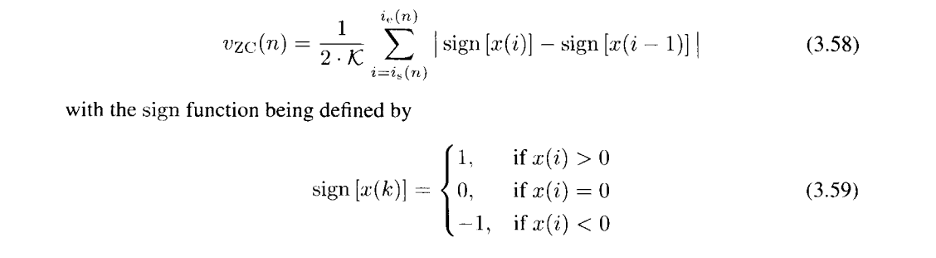 v_ZC(n) = 1/(2 · 𝒦) ∑_{i=i_s(n)}^{i_e(n)} | sign [x(i)] − sign [x(i − 1)] | (3.58)
with the sign function being defined by
sign [x(k)] = { 1, if x(i) > 0
0, if x(i) = 0 (3.59)
−1, if x(i) < 0